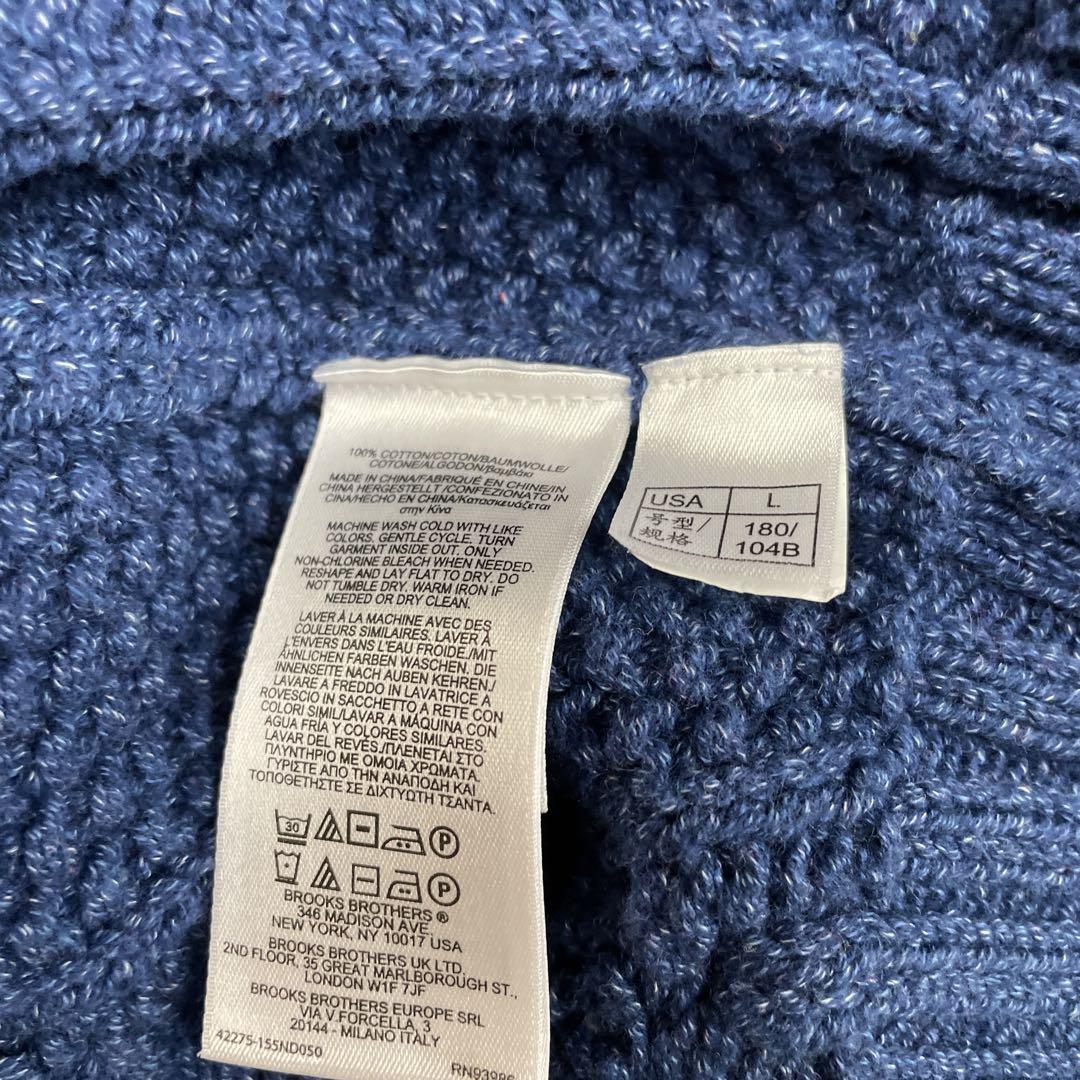 100% COTTON/COTON/BAUMWOLLE/
COTONE/ALGODON/βαμβάκι
MADE IN CHINA/FABRIQUÉ EN CHINE/IN
CHINA HERGESTELLT/CONFEZIONATO IN
CINA/HECHO EN CHINA/Κατασκευάζεται
στην Κίνα
MACHINE WASH COLD WITH LIKE
COLORS. GENTLE CYCLE. TURN
GARMENT INSIDE OUT. ONLY
NON-CHLORINE BLEACH WHEN NEEDED.
RESHAPE AND LAY FLAT TO DRY. DO
NOT TUMBLE DRY. WARM IRON IF
NEEDED OR DRY CLEAN.
LAVER À LA MACHINE AVEC DES
COULEURS SIMILAIRES. LAVER À
L'ENVERS DANS L'EAU FROIDE./MIT
ÄHNLICHEN FARBEN WASCHEN, DIE
INNENSEITE NACH AUßEN KEHREN./
LAVARE A FREDDO IN LAVATRICE A
ROVESCIO IN SACCHETTO A RETE CON
COLORI SIMILI/LAVAR A MÁQUINA CON
AGUA FRÍA Y COLORES SIMILARES.
LAVAR DEL REVÉS./ΠΛΕΝΕΤΑΙ ΣΤΟ
ΠΛΥΝΤΗΡΙΟ ΜΕ ΟΜΟΙΑ ΧΡΩΜΑΤΑ.
ΓΥΡΙΣΤΕ ΑΠΟ ΤΗΝ ΑΝΑΠΟΔΗ ΚΑΙ
ΤΟΠΟΘΕΤΗΣΤΕ ΣΕ ΔΙΧΤΥΩΤΗ ΤΣΑΝΤΑ.
30 P
P
BROOKS BROTHERS ®
346 MADISON AVE.
NEW YORK, NY 10017 USA
BROOKS BROTHERS UK LTD
2ND FLOOR, 35 GREAT MARLBOROUGH ST.,
LONDON W1F 7JF
BROOKS BROTHERS EUROPE SRL
VIA V.FORCELLA, 3
20144 - MILANO ITALY
42275-155ND050
RN93986
USA L.
号型/ 180/
规格 104B